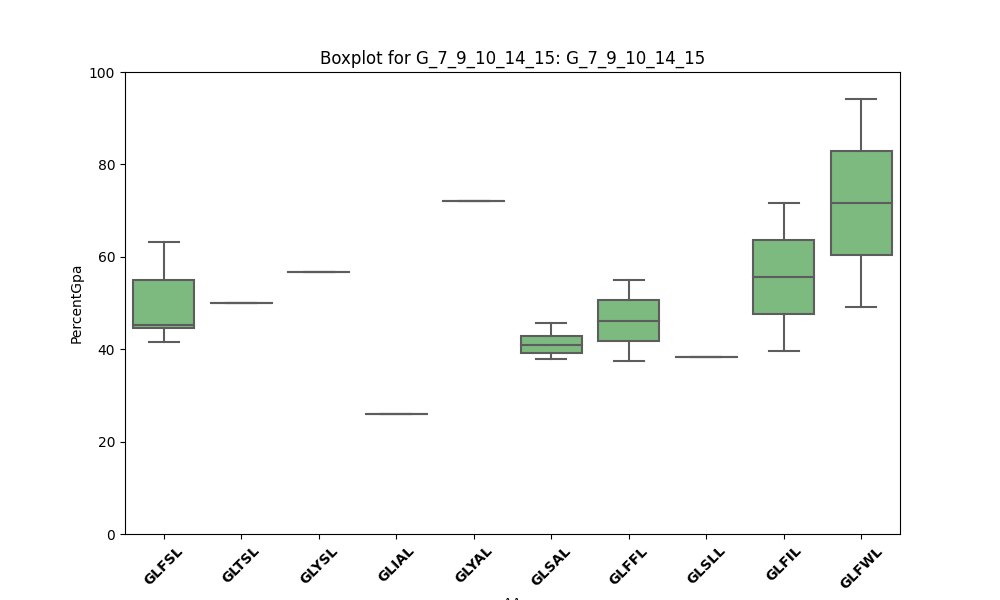 Boxplot for G_7_9_10_14_15: G_7_9_10_14_15
PercentGpa
100
80
60
40
20
0
GLFSL
GLTSL
GLYSL
GLIAL
GLYAL
GLSAL
GLFFL
GLSLL
GLFIL
GLFWL